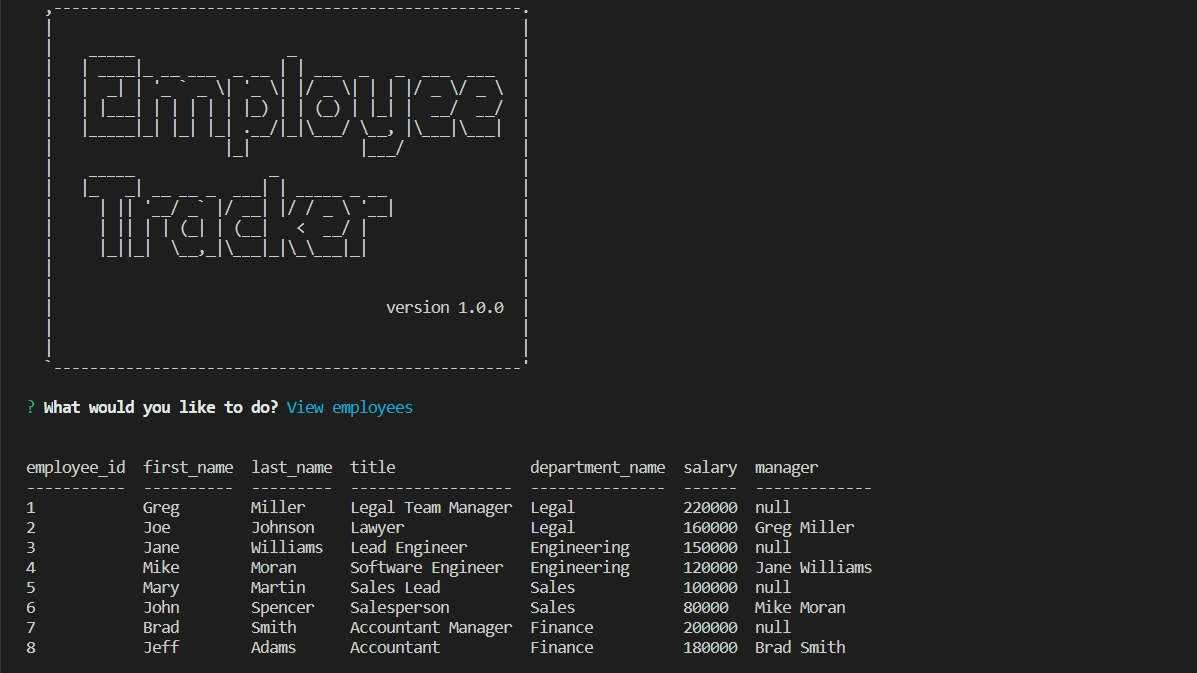 Employee
Tracker
version 1.0.0
? What would you like to do? View employees
employee_id  first_name  last_name  title               department_name  salary  manager
-----------  ----------  ---------  ------------------  ---------------  ------  -------------
1            Greg        Miller     Legal Team Manager  Legal            220000  null
2            Joe         Johnson    Lawyer              Legal            160000  Greg Miller
3            Jane        Williams   Lead Engineer       Engineering      150000  null
4            Mike        Moran      Software Engineer   Engineering      120000  Jane Williams
5            Mary        Martin     Sales Lead          Sales            100000  null
6            John        Spencer    Salesperson         Sales            80000   Mike Moran
7            Brad        Smith      Accountant Manager  Finance          200000  null
8            Jeff        Adams      Accountant          Finance          180000  Brad Smith